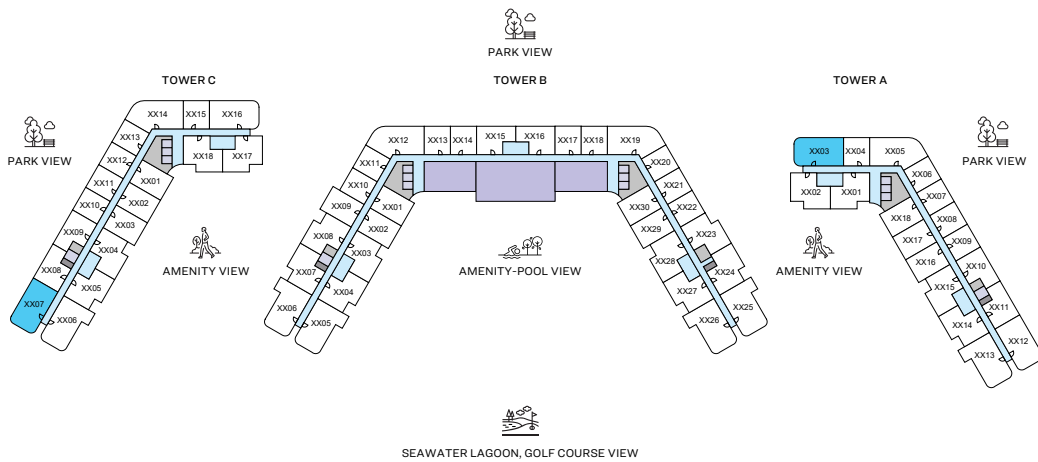 PARK VIEW
TOWER C
TOWER B
TOWER A
PARK VIEW
PARK VIEW
XX14
XX15
XX16
XX13
XX12
XX11
XX10
XX09
XX08
XX07
XX18
XX17
XX01
XX02
XX03
XX04
XX05
XX06
AMENITY VIEW
XX12
XX13
XX14
XX15
XX16
XX17
XX18
XX19
XX11
XX10
XX09
XX08
XX07
XX06
XX01
XX02
XX03
XX04
XX05
XX20
XX21
XX22
XX23
XX24
XX25
XX30
XX29
XX28
XX27
XX26
AMENITY-POOL VIEW
AMENITY VIEW
XX03
XX04
XX05
XX02
XX01
XX06
XX07
XX08
XX09
XX10
XX11
XX12
XX18
XX17
XX16
XX15
XX14
XX13
SEAWATER LAGOON, GOLF COURSE VIEW